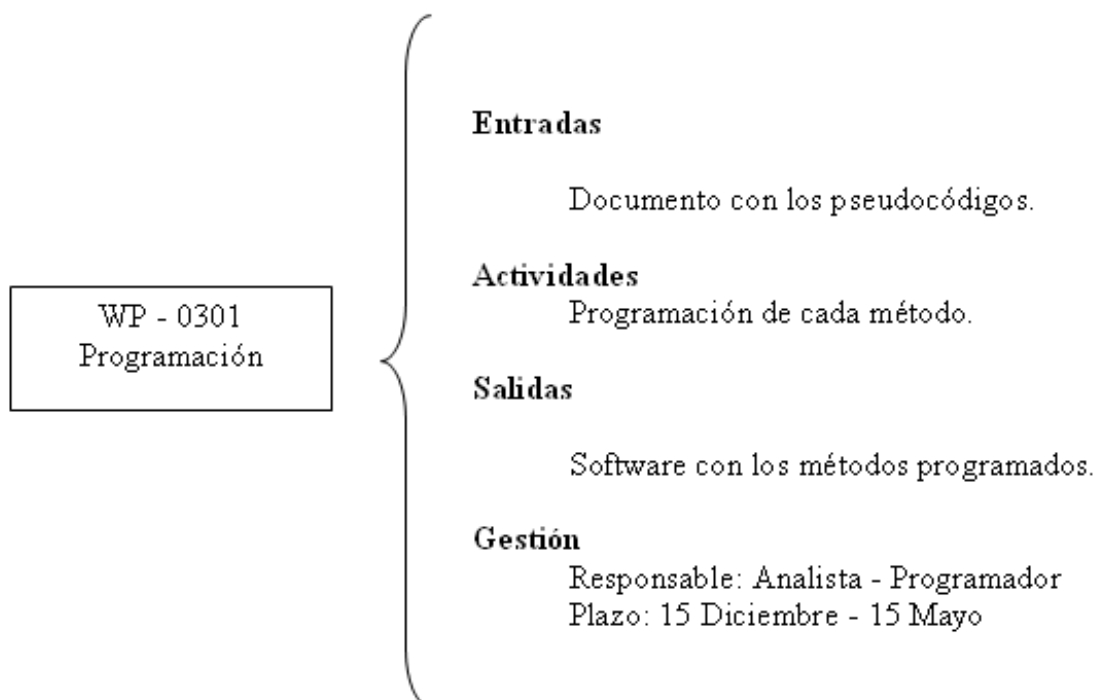 WP - 0301
Programación
Entradas
Documento con los pseudocódigos.
Actividades
Programación de cada método.
Salidas
Software con los métodos programados.
Gestión
Responsable: Analista - Programador
Plazo: 15 Diciembre - 15 Mayo